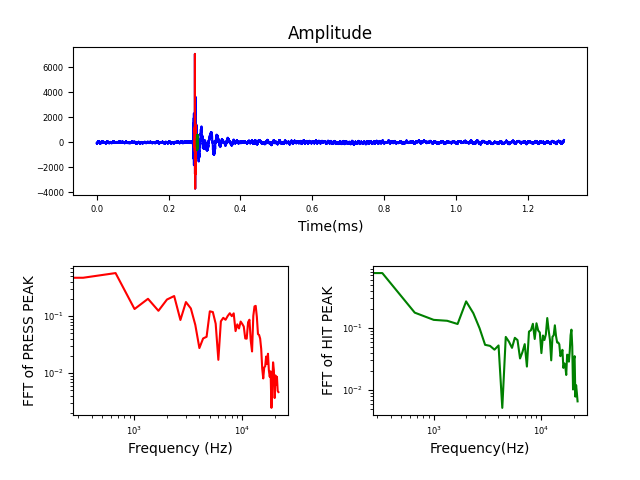 Amplitude
6000
4000
2000
0
−2000
−4000
0.0 0.2 0.4 0.6 0.8 1.0 1.2
Time(ms)
FFT of PRESS PEAK
10⁻¹
10⁻²
10³ 10⁴
Frequency (Hz)
FFT of HIT PEAK
10⁻¹
10⁻²
10³ 10⁴
Frequency(Hz)